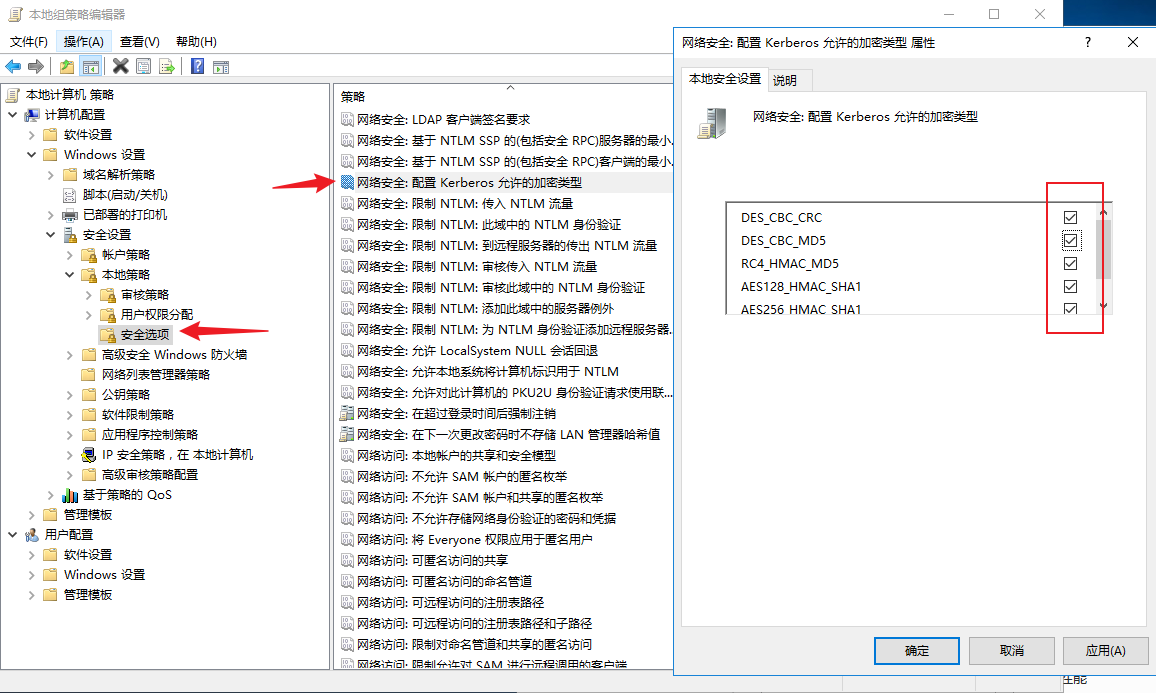 本地组策略编辑器
文件(F) 操作(A) 查看(V) 帮助(H)
本地计算机 策略
计算机配置
软件设置
Windows 设置
域名解析策略
脚本(启动/关机)
已部署的打印机
安全设置
帐户策略
本地策略
审核策略
用户权限分配
安全选项
高级安全 Windows 防火墙
网络列表管理器策略
公钥策略
软件限制策略
应用程序控制策略
IP 安全策略，在 本地计算机
高级审核策略配置
基于策略的 QoS
管理模板
用户配置
软件设置
Windows 设置
管理模板
策略
网络安全: LDAP 客户端签名要求
网络安全: 基于 NTLM SSP 的(包括安全 RPC)服务器的最小...
网络安全: 基于 NTLM SSP 的(包括安全 RPC)客户端的最小...
网络安全: 配置 Kerberos 允许的加密类型
网络安全: 限制 NTLM: 传入 NTLM 流量
网络安全: 限制 NTLM: 此域中的 NTLM 身份验证
网络安全: 限制 NTLM: 到远程服务器的传出 NTLM 流量
网络安全: 限制 NTLM: 审核传入 NTLM 流量
网络安全: 限制 NTLM: 审核此域中的 NTLM 身份验证
网络安全: 限制 NTLM: 添加此域中的服务器例外
网络安全: 限制 NTLM: 为 NTLM 身份验证添加远程服务器...
网络安全: 允许 LocalSystem NULL 会话回退
网络安全: 允许本地系统将计算机标识用于 NTLM
网络安全: 允许对此计算机的 PKU2U 身份验证请求使用联...
网络安全: 在超过登录时间后强制注销
网络安全: 在下一次更改密码时不存储 LAN 管理器哈希值
网络访问: 本地帐户的共享和安全模型
网络访问: 不允许 SAM 帐户的匿名枚举
网络访问: 不允许 SAM 帐户和共享的匿名枚举
网络访问: 不允许存储网络身份验证的密码和凭据
网络访问: 将 Everyone 权限应用于匿名用户
网络访问: 可匿名访问的共享
网络访问: 可匿名访问的命名管道
网络访问: 可远程访问的注册表路径
网络访问: 可远程访问的注册表路径和子路径
网络访问: 限制对命名管道和共享的匿名访问
网络访问: 限制允许对 SAM 进行远程调用的客户端
网络安全: 配置 Kerberos 允许的加密类型 属性
本地安全设置 说明
网络安全: 配置 Kerberos 允许的加密类型
DES_CBC_CRC
DES_CBC_MD5
RC4_HMAC_MD5
AES128_HMAC_SHA1
AES256_HMAC_SHA1
确定 取消 应用(A)
性能